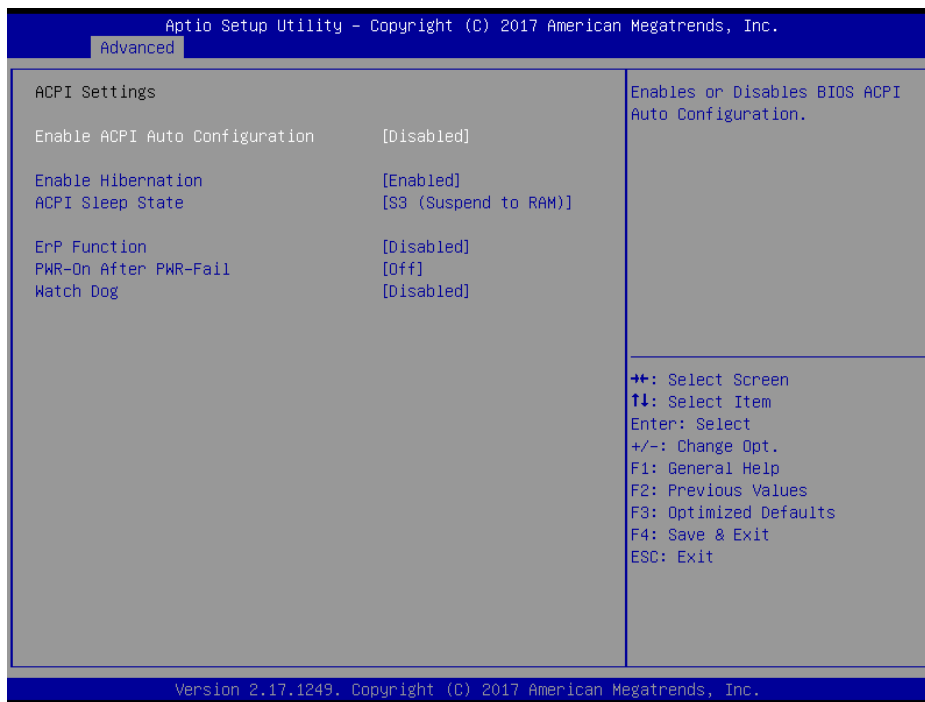 Aptio Setup Utility – Copyright (C) 2017 American Megatrends, Inc.
Advanced
ACPI Settings
Enable ACPI Auto Configuration [Disabled]
Enable Hibernation [Enabled]
ACPI Sleep State [S3 (Suspend to RAM)]
ErP Function [Disabled]
PWR-On After PWR-Fail [Off]
Watch Dog [Disabled]
Enables or Disables BIOS ACPI
Auto Configuration.
→←: Select Screen
↑↓: Select Item
Enter: Select
+/-: Change Opt.
F1: General Help
F2: Previous Values
F3: Optimized Defaults
F4: Save & Exit
ESC: Exit
Version 2.17.1249. Copyright (C) 2017 American Megatrends, Inc.